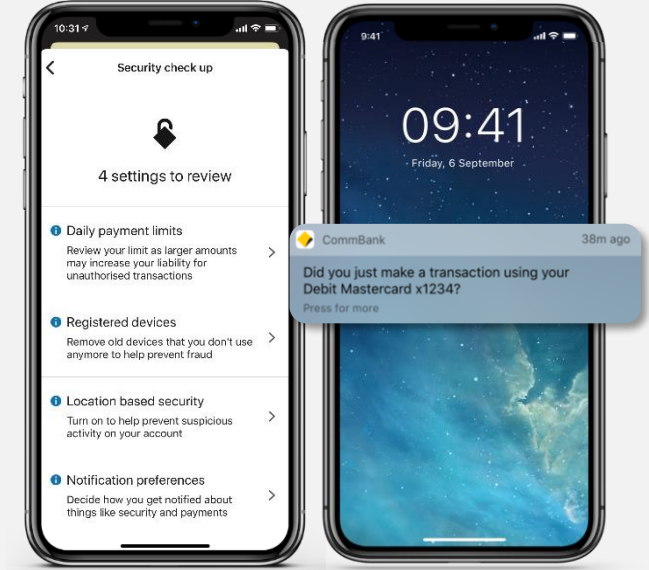 10:31
Security check up
4 settings to review
Daily payment limits
Review your limit as larger amounts
may increase your liability for
unauthorised transactions
Registered devices
Remove old devices that you don't use
anymore to help prevent fraud
Location based security
Turn on to help prevent suspicious
activity on your account
Notification preferences
Decide how you get notified about
things like security and payments
9:41
09:41
Friday, 6 September
CommBank
38m ago
Did you just make a transaction using your
Debit Mastercard x1234?
Press for more